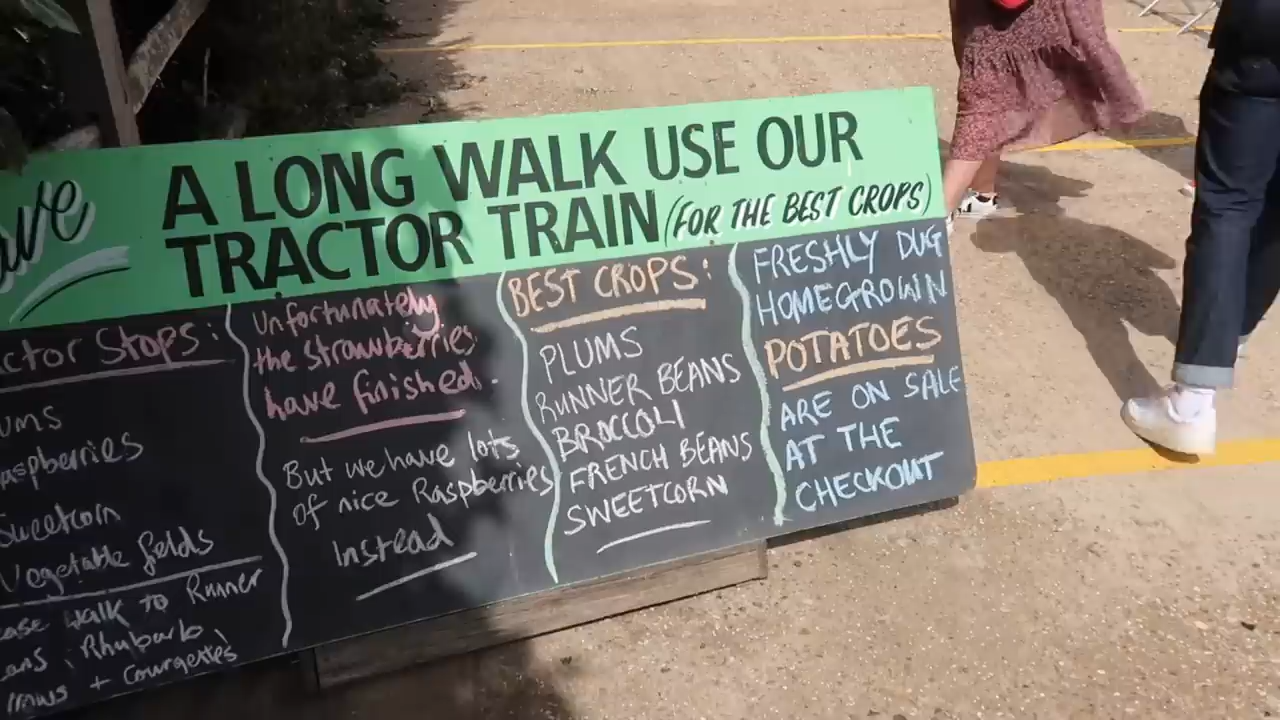 A LONG WALK USE OUR
TRACTOR TRAIN (FOR THE BEST CROPS)
Stops:
Sweetcorn
Vegetable fields
walk to Runner
Rhubarb
+ Courgettes
Unfortunately
the strawberries
have finished.
But we have lots
of nice Raspberries
Instead
BEST CROPS:
PLUMS
RUNNER BEANS
BROCCOLI
FRENCH BEANS
SWEETCORN
FRESHLY DUG
HOMEGROWN
POTATOES
ARE ON SALE
AT THE
CHECKOUT